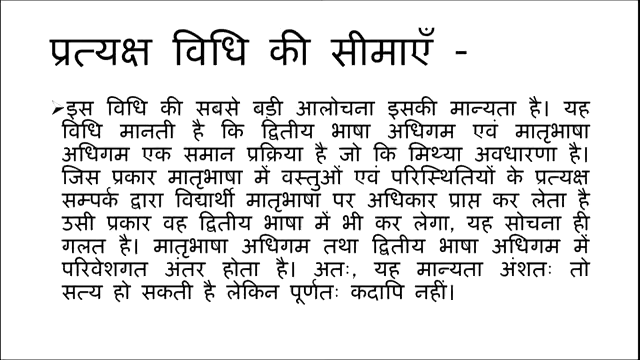 प्रत्यक्ष विधि की सीमाएँ -
➢इस विधि की सबसे बड़ी आलोचना इसकी मान्यता है। यह
विधि मानती है कि द्वितीय भाषा अधिगम एवं मातृभाषा
अधिगम एक समान प्रक्रिया है जो कि मिथ्या अवधारणा है।
जिस प्रकार मातृभाषा में वस्तुओं एवं परिस्थितियों के प्रत्यक्ष
सम्पर्क द्वारा विद्यार्थी मातृभाषा पर अधिकार प्राप्त कर लेता है
उसी प्रकार वह द्वितीय भाषा में भी कर लेगा, यह सोचना ही
गलत है। मातृभाषा अधिगम तथा द्वितीय भाषा अधिगम में
परिवेशगत अंतर होता है। अतः, यह मान्यता अंशतः तो
सत्य हो सकती है लेकिन पूर्णतः कदापि नहीं।